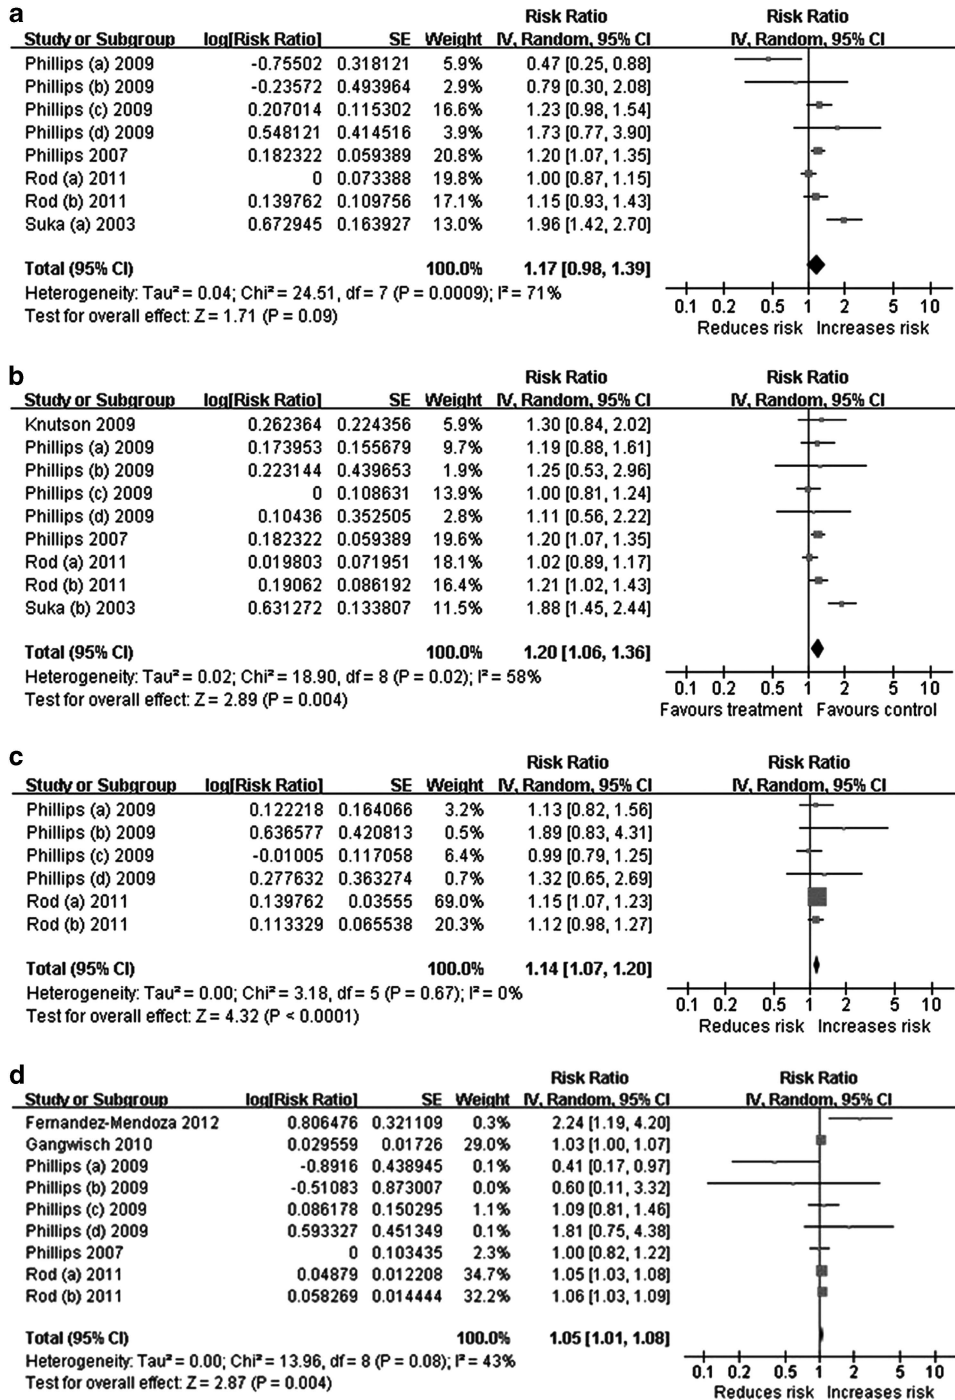 a
Risk Ratio Risk Ratio
Study or Subgroup log[Risk Ratio] SE Weight IV, Random, 95% CI IV, Random, 95% CI
Phillips (a) 2009 -0.75502 0.318121 5.9% 0.47 [0.25, 0.88]
Phillips (b) 2009 -0.23572 0.493964 2.9% 0.79 [0.30, 2.08]
Phillips (c) 2009 0.207014 0.115302 16.6% 1.23 [0.98, 1.54]
Phillips (d) 2009 0.548121 0.414516 3.9% 1.73 [0.77, 3.90]
Phillips 2007 0.182322 0.059389 20.8% 1.20 [1.07, 1.35]
Rod (a) 2011 0 0.073388 19.8% 1.00 [0.87, 1.15]
Rod (b) 2011 0.139762 0.109756 17.1% 1.15 [0.93, 1.43]
Suka (a) 2003 0.672945 0.163927 13.0% 1.96 [1.42, 2.70]
Total (95% CI) 100.0% 1.17 [0.98, 1.39]
Heterogeneity: Tau² = 0.04; Chi² = 24.51, df = 7 (P = 0.0009); I² = 71%
Test for overall effect: Z = 1.71 (P = 0.09)
0.1 0.2 0.5 1 2 5 10
Reduces risk Increases risk
b
Risk Ratio Risk Ratio
Study or Subgroup log[Risk Ratio] SE Weight IV, Random, 95% CI IV, Random, 95% CI
Knutson 2009 0.262364 0.224356 5.9% 1.30 [0.84, 2.02]
Phillips (a) 2009 0.173953 0.155679 9.7% 1.19 [0.88, 1.61]
Phillips (b) 2009 0.223144 0.439653 1.9% 1.25 [0.53, 2.96]
Phillips (c) 2009 0 0.108631 13.9% 1.00 [0.81, 1.24]
Phillips (d) 2009 0.10436 0.352505 2.8% 1.11 [0.56, 2.22]
Phillips 2007 0.182322 0.059389 19.6% 1.20 [1.07, 1.35]
Rod (a) 2011 0.019803 0.071951 18.1% 1.02 [0.89, 1.17]
Rod (b) 2011 0.19062 0.086192 16.4% 1.21 [1.02, 1.43]
Suka (b) 2003 0.631272 0.133807 11.5% 1.88 [1.45, 2.44]
Total (95% CI) 100.0% 1.20 [1.06, 1.36]
Heterogeneity: Tau² = 0.02; Chi² = 18.90, df = 8 (P = 0.02); I² = 58%
Test for overall effect: Z = 2.89 (P = 0.004)
0.1 0.2 0.5 1 2 5 10
Favours treatment Favours control
c
Risk Ratio Risk Ratio
Study or Subgroup log[Risk Ratio] SE Weight IV, Random, 95% CI IV, Random, 95% CI
Phillips (a) 2009 0.122218 0.164066 3.2% 1.13 [0.82, 1.56]
Phillips (b) 2009 0.636577 0.420813 0.5% 1.89 [0.83, 4.31]
Phillips (c) 2009 -0.01005 0.117058 6.4% 0.99 [0.79, 1.25]
Phillips (d) 2009 0.277632 0.363274 0.7% 1.32 [0.65, 2.69]
Rod (a) 2011 0.139762 0.03555 69.0% 1.15 [1.07, 1.23]
Rod (b) 2011 0.113329 0.065538 20.3% 1.12 [0.98, 1.27]
Total (95% CI) 100.0% 1.14 [1.07, 1.20]
Heterogeneity: Tau² = 0.00; Chi² = 3.18, df = 5 (P = 0.67); I² = 0%
Test for overall effect: Z = 4.32 (P < 0.0001)
0.1 0.2 0.5 1 2 5 10
Reduces risk Increases risk
d
Risk Ratio Risk Ratio
Study or Subgroup log[Risk Ratio] SE Weight IV, Random, 95% CI IV, Random, 95% CI
Fernandez-Mendoza 2012 0.806476 0.321109 0.3% 2.24 [1.19, 4.20]
Gangwisch 2010 0.029559 0.01726 29.0% 1.03 [1.00, 1.07]
Phillips (a) 2009 -0.8916 0.438945 0.1% 0.41 [0.17, 0.97]
Phillips (b) 2009 -0.51083 0.873007 0.0% 0.60 [0.11, 3.32]
Phillips (c) 2009 0.086178 0.150295 1.1% 1.09 [0.81, 1.46]
Phillips (d) 2009 0.593327 0.451349 0.1% 1.81 [0.75, 4.38]
Phillips 2007 0 0.103435 2.3% 1.00 [0.82, 1.22]
Rod (a) 2011 0.04879 0.012208 34.7% 1.05 [1.03, 1.08]
Rod (b) 2011 0.058269 0.014444 32.2% 1.06 [1.03, 1.09]
Total (95% CI) 100.0% 1.05 [1.01, 1.08]
Heterogeneity: Tau² = 0.00; Chi² = 13.96, df = 8 (P = 0.08); I² = 43%
Test for overall effect: Z = 2.87 (P = 0.004)
0.1 0.2 0.5 1 2 5 10
Reduces risk Increases risk